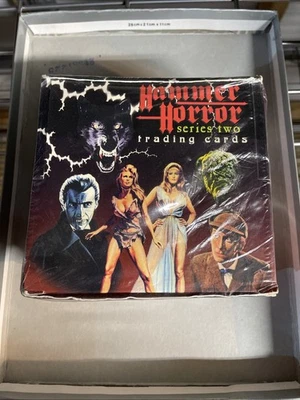 Hammer
Horror
series two
trading cards